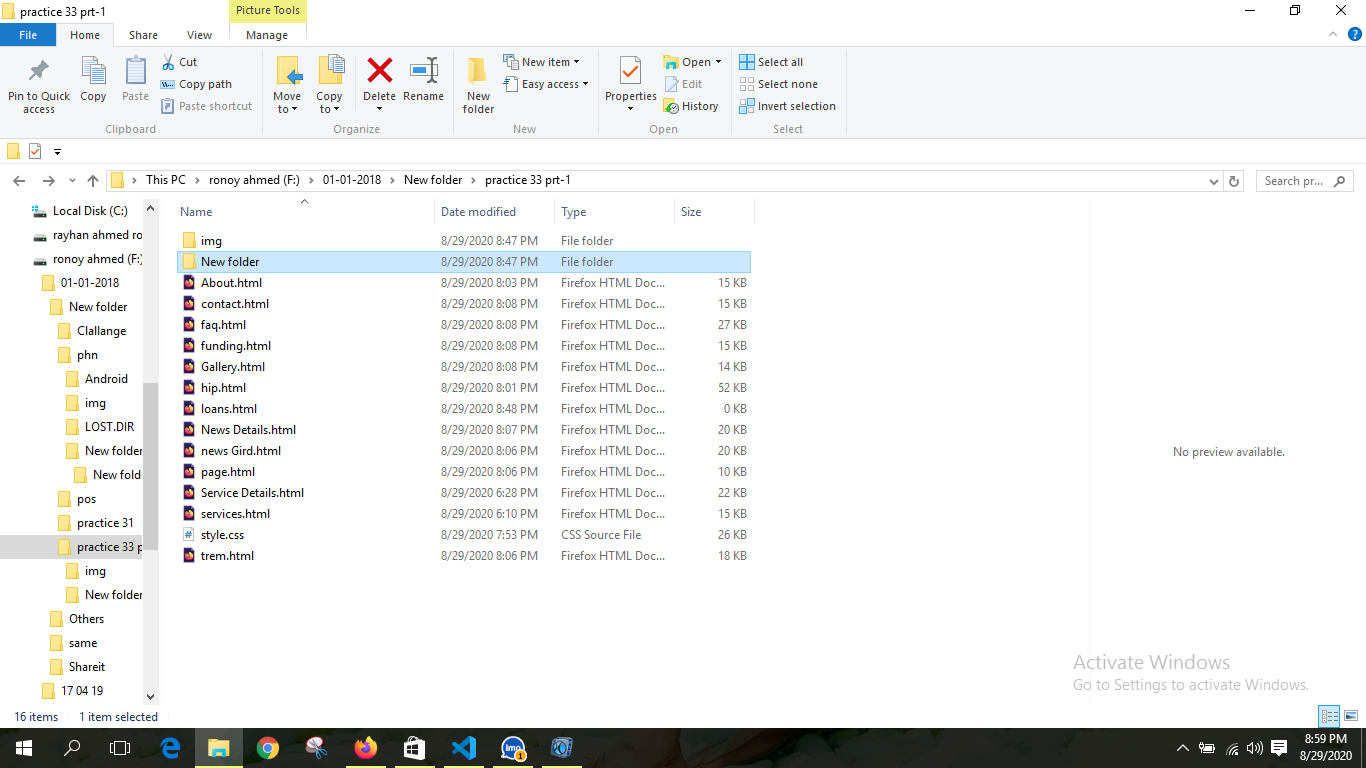 practice 33 prt-1
Picture Tools
File Home Share View Manage
Pin to Quick access
Copy
Paste
Cut
Copy path
Paste shortcut
Clipboard
Move to
Copy to
Delete
Rename
Organize
New folder
New item
Easy access
New
Properties
Open
Edit
History
Open
Select all
Select none
Invert selection
Select
This PC > ronoy ahmed (F:) > 01-01-2018 > New folder > practice 33 prt-1
Search pr...
Local Disk (C:)
rayhan ahmed ro
ronoy ahmed (F:)
01-01-2018
New folder
Clallange
phn
Android
img
LOST.DIR
New folder
New fold
pos
practice 31
practice 33 p
img
New folder
Others
same
Shareit
17 04 19
Name Date modified Type Size
img 8/29/2020 8:47 PM File folder
New folder 8/29/2020 8:47 PM File folder
About.html 8/29/2020 8:03 PM Firefox HTML Doc... 15 KB
contact.html 8/29/2020 8:08 PM Firefox HTML Doc... 15 KB
faq.html 8/29/2020 8:08 PM Firefox HTML Doc... 27 KB
funding.html 8/29/2020 8:08 PM Firefox HTML Doc... 15 KB
Gallery.html 8/29/2020 8:08 PM Firefox HTML Doc... 14 KB
hip.html 8/29/2020 8:01 PM Firefox HTML Doc... 52 KB
loans.html 8/29/2020 8:48 PM Firefox HTML Doc... 0 KB
News Details.html 8/29/2020 8:07 PM Firefox HTML Doc... 20 KB
news Gird.html 8/29/2020 8:06 PM Firefox HTML Doc... 20 KB
page.html 8/29/2020 8:06 PM Firefox HTML Doc... 10 KB
Service Details.html 8/29/2020 6:28 PM Firefox HTML Doc... 22 KB
services.html 8/29/2020 6:10 PM Firefox HTML Doc... 15 KB
style.css 8/29/2020 7:53 PM CSS Source File 26 KB
trem.html 8/29/2020 8:06 PM Firefox HTML Doc... 18 KB
No preview available.
Activate Windows
Go to Settings to activate Windows.
16 items 1 item selected
imo 1
8:59 PM
8/29/2020